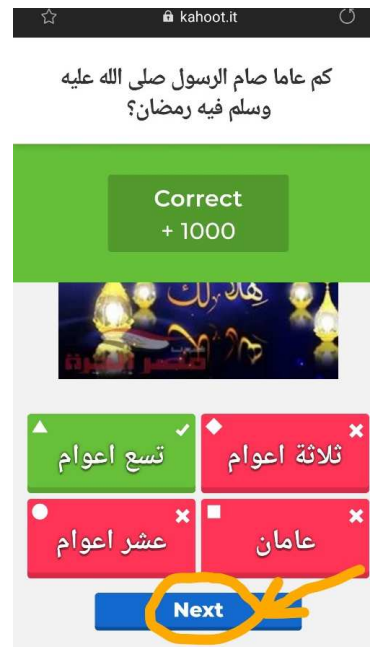 kahoot.it
كم عاما صام الرسول صلى الله عليه
وسلم فيه رمضان؟
Correct
+ 1000
تسع اعوام
ثلاثة اعوام
عشر اعوام
عامان
Next